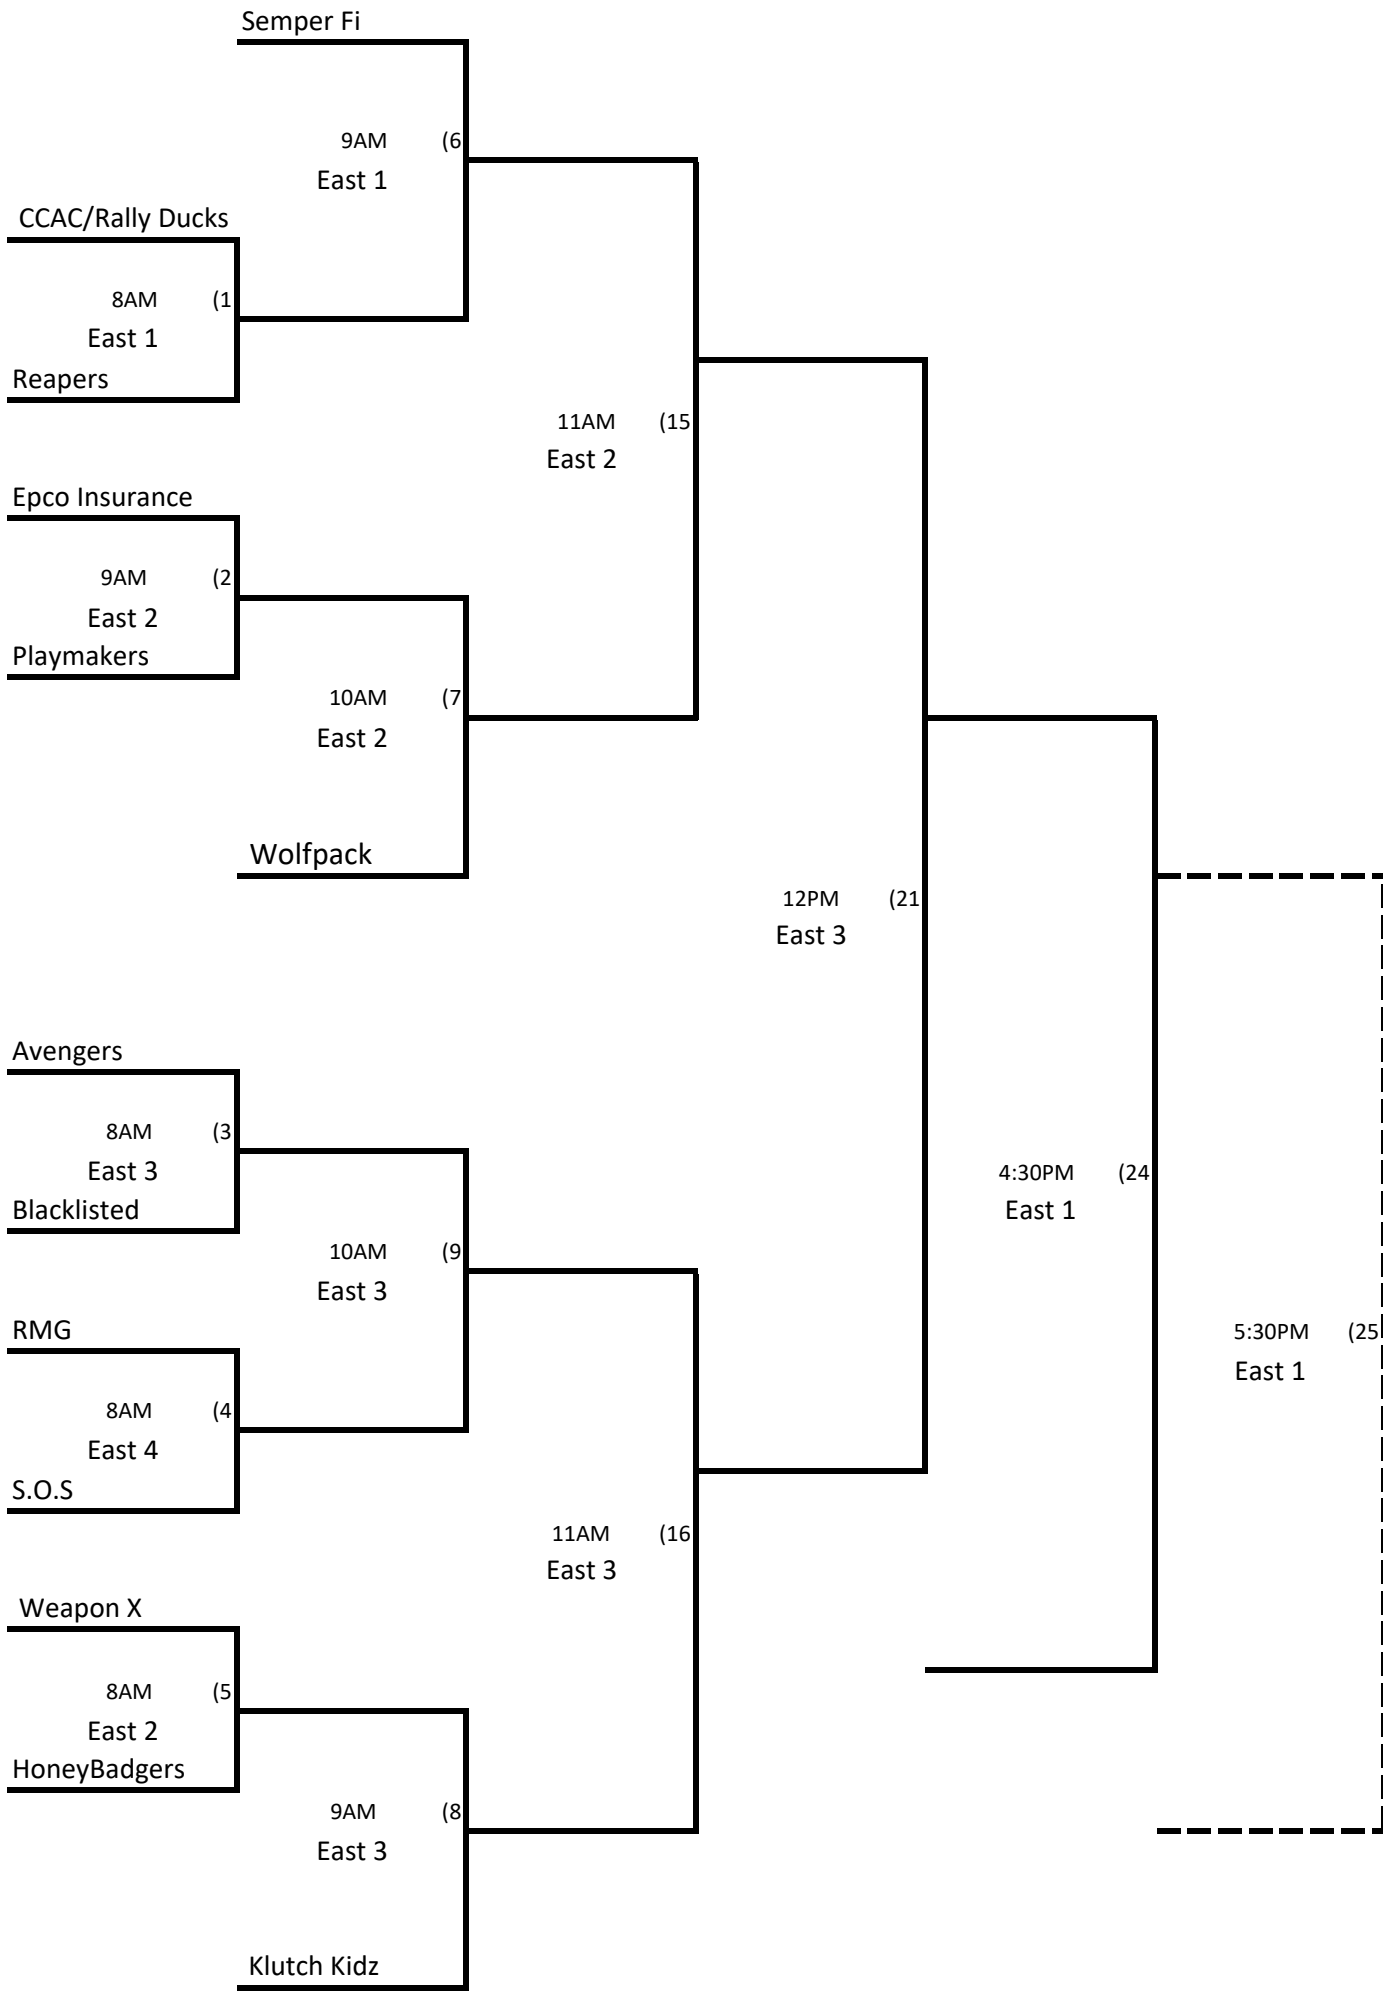 Semper Fi
9AM (6
East 1
CCAC/Rally Ducks
8AM (1
East 1
Reapers
11AM (15
East 2
Epco Insurance
9AM (2
East 2
Playmakers
10AM (7
East 2
Wolfpack
12PM (21
East 3
Avengers
8AM (3
East 3
Blacklisted
4:30PM (24
East 1
10AM (9
East 3
RMG
5:30PM (25
East 1
8AM (4
East 4
S.O.S
11AM (16
East 3
Weapon X
8AM (5
East 2
HoneyBadgers
9AM (8
East 3
Klutch Kidz